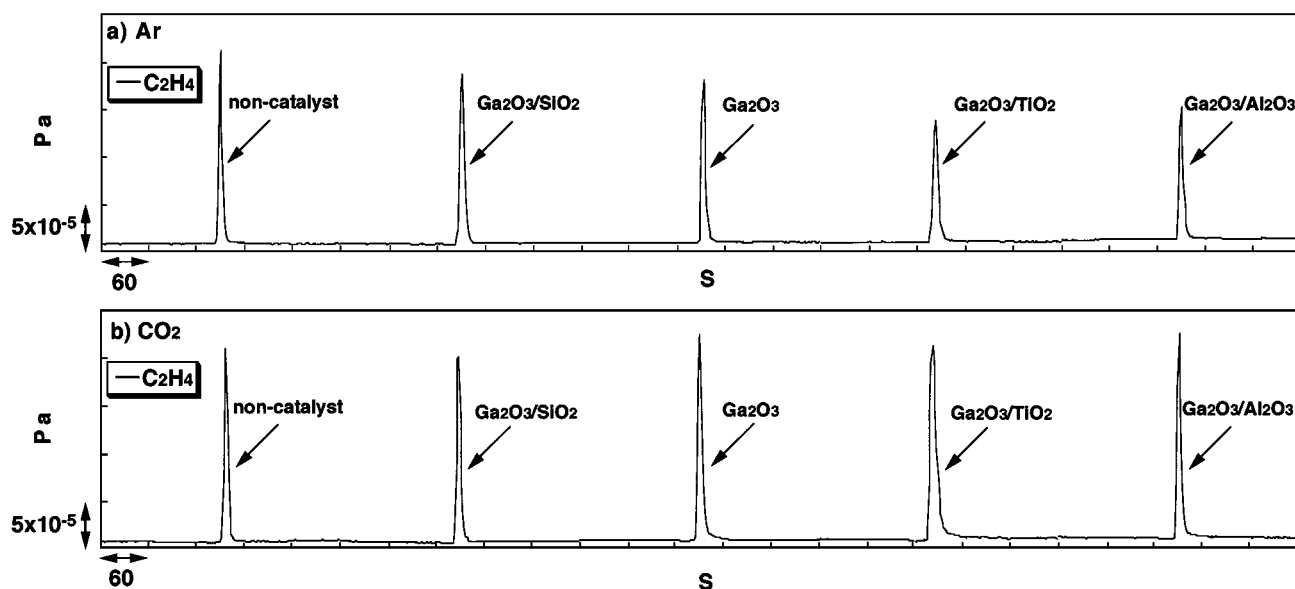 a) Ar
C2H4
non-catalyst
Ga2O3/SiO2
Ga2O3
Ga2O3/TiO2
Ga2O3/Al2O3
Pa
5x10-5
60
S
b) CO2
C2H4
non-catalyst
Ga2O3/SiO2
Ga2O3
Ga2O3/TiO2
Ga2O3/Al2O3
Pa
5x10-5
60
S